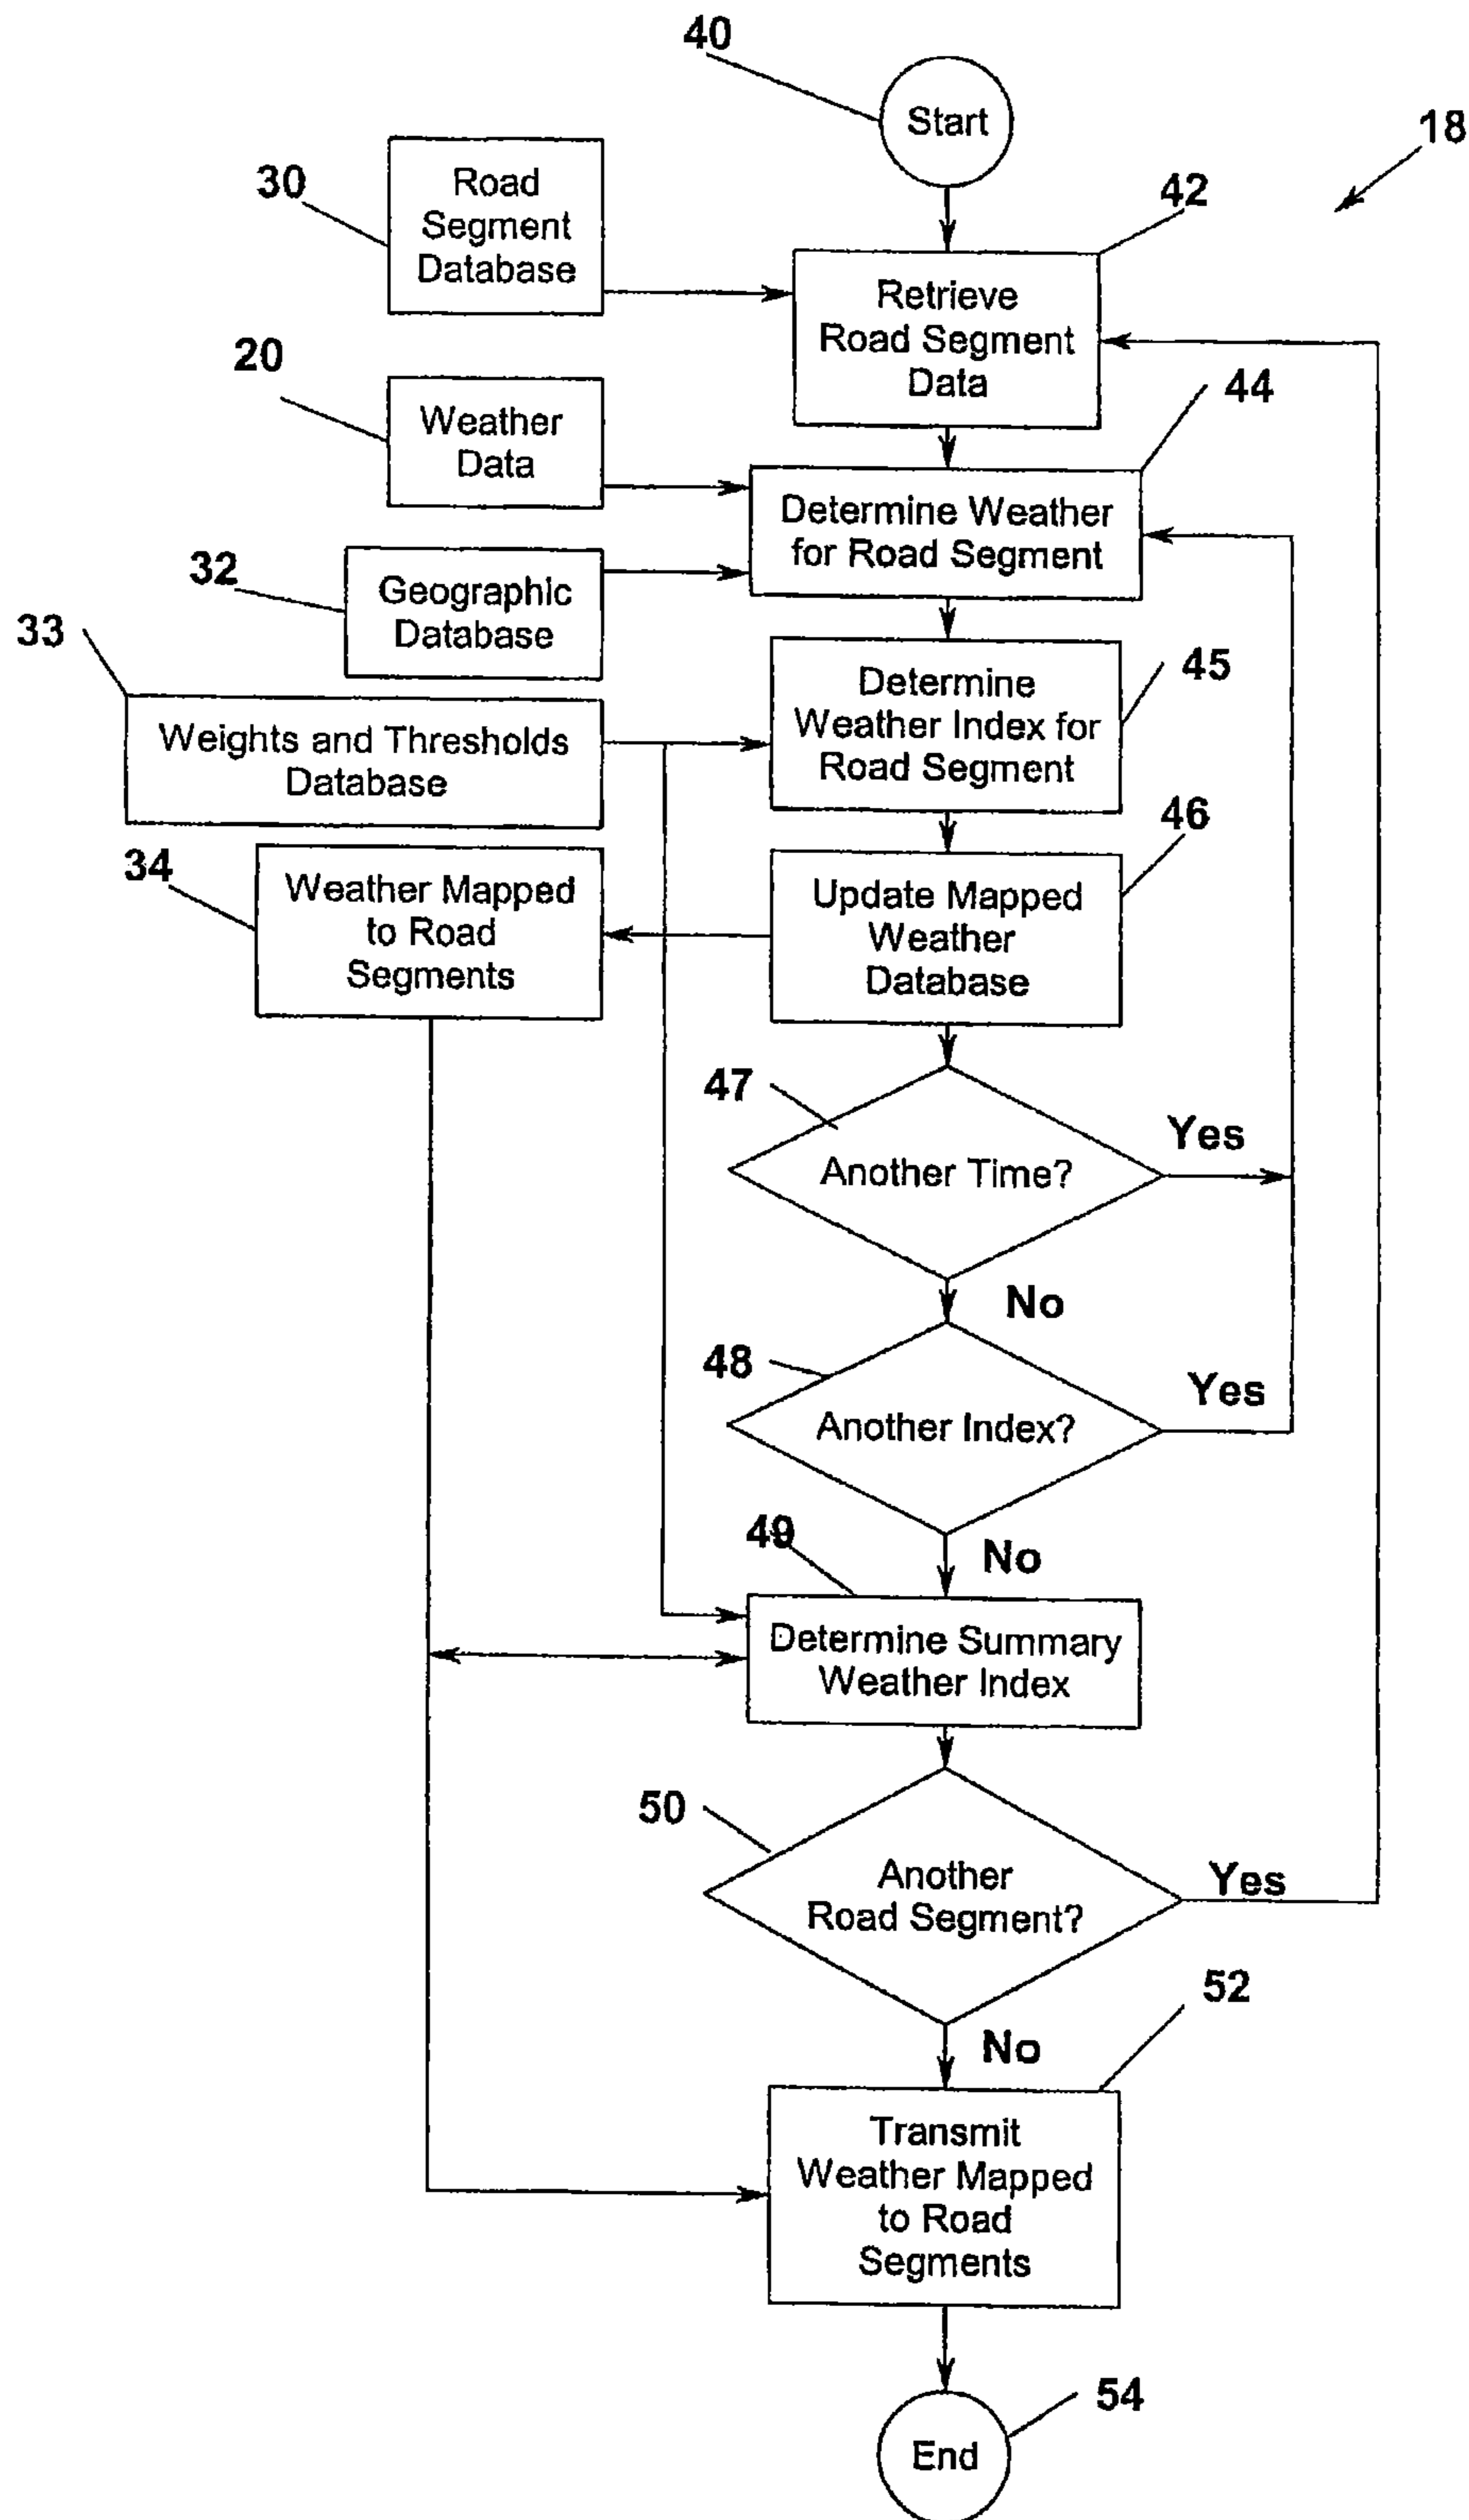 40
Start
18
30
Road
Segment
Database
42
Retrieve
Road Segment
Data
20
Weather
Data
44
Determine Weather
for Road Segment
32
Geographic
Database
33
Weights and Thresholds
Database
45
Determine
Weather Index for
Road Segment
34
Weather Mapped
to Road
Segments
46
Update Mapped
Weather
Database
47
Another Time?
Yes
No
48
Another Index?
Yes
No
49
Determine Summary
Weather Index
50
Another
Road Segment?
Yes
No
52
Transmit
Weather Mapped
to Road
Segments
54
End